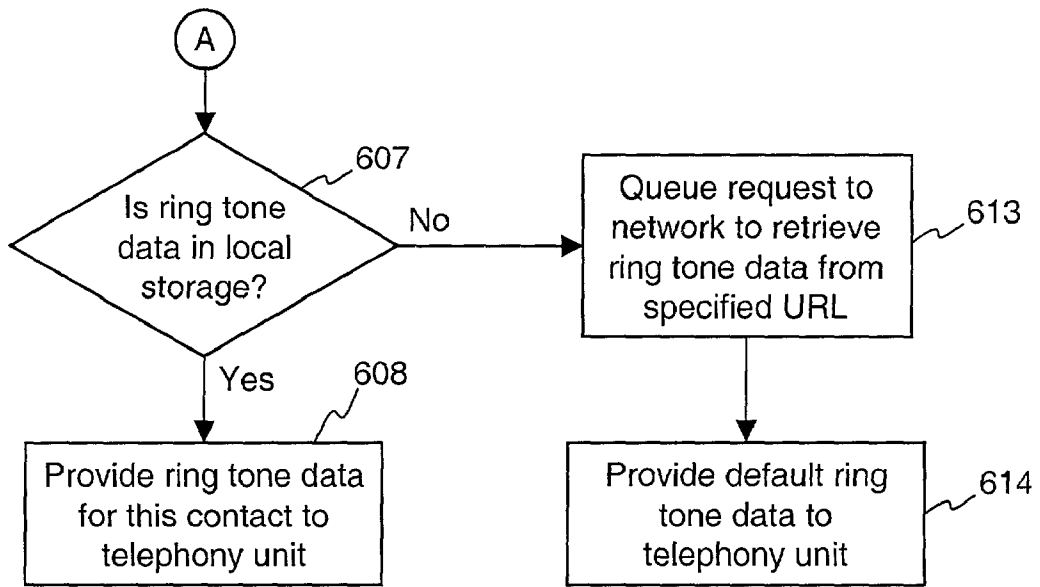 A
607
Is ring tone
data in local
storage?
No
Queue request to
network to retrieve
ring tone data from
specified URL
613
Yes
608
Provide ring tone data
for this contact to
telephony unit
Provide default ring
tone data to
telephony unit
614